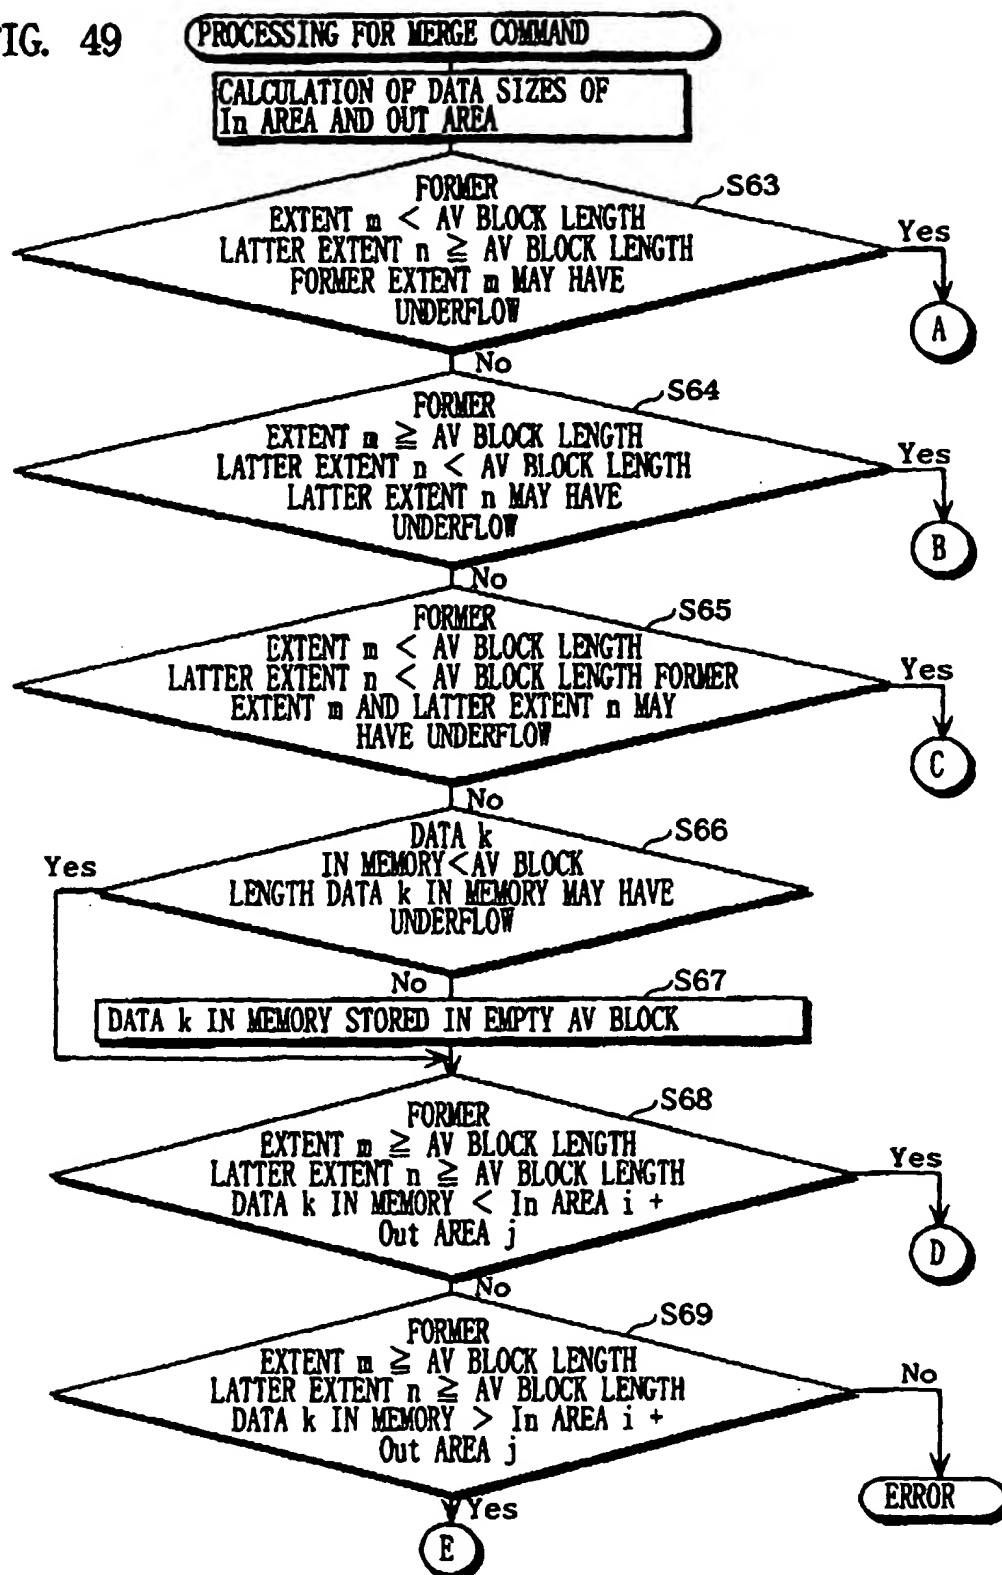 IG. 49
PROCESSING FOR MERGE COMMAND
CALCULATION OF DATA SIZES OF
In AREA AND OUT AREA
S63
FORMER
EXTENT m < AV BLOCK LENGTH
LATTER EXTENT n ≧ AV BLOCK LENGTH
FORMER EXTENT m MAY HAVE
UNDERFLOW
Yes
A
No
S64
FORMER
EXTENT m ≧ AV BLOCK LENGTH
LATTER EXTENT n < AV BLOCK LENGTH
LATTER EXTENT n MAY HAVE
UNDERFLOW
Yes
B
No
S65
FORMER
EXTENT m < AV BLOCK LENGTH
LATTER EXTENT n < AV BLOCK LENGTH FORMER
EXTENT m AND LATTER EXTENT n MAY
HAVE UNDERFLOW
Yes
C
No
S66
DATA k
IN MEMORY<AV BLOCK
LENGTH DATA k IN MEMORY MAY HAVE
UNDERFLOW
Yes
No
S67
DATA k IN MEMORY STORED IN EMPTY AV BLOCK
S68
FORMER
EXTENT m ≧ AV BLOCK LENGTH
LATTER EXTENT n ≧ AV BLOCK LENGTH
DATA k IN MEMORY < In AREA i +
Out AREA j
Yes
D
No
S69
FORMER
EXTENT m ≧ AV BLOCK LENGTH
LATTER EXTENT n ≧ AV BLOCK LENGTH
DATA k IN MEMORY > In AREA i +
Out AREA j
No
ERROR
Yes
E